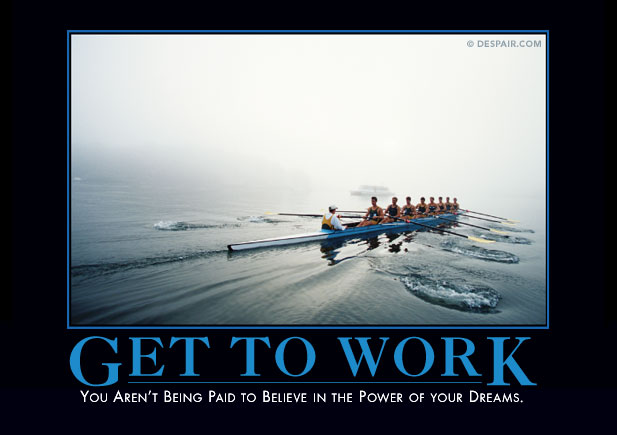 © DESPAIR.COM
GET TO WORK
YOU AREN'T BEING PAID TO BELIEVE IN THE POWER OF YOUR DREAMS.